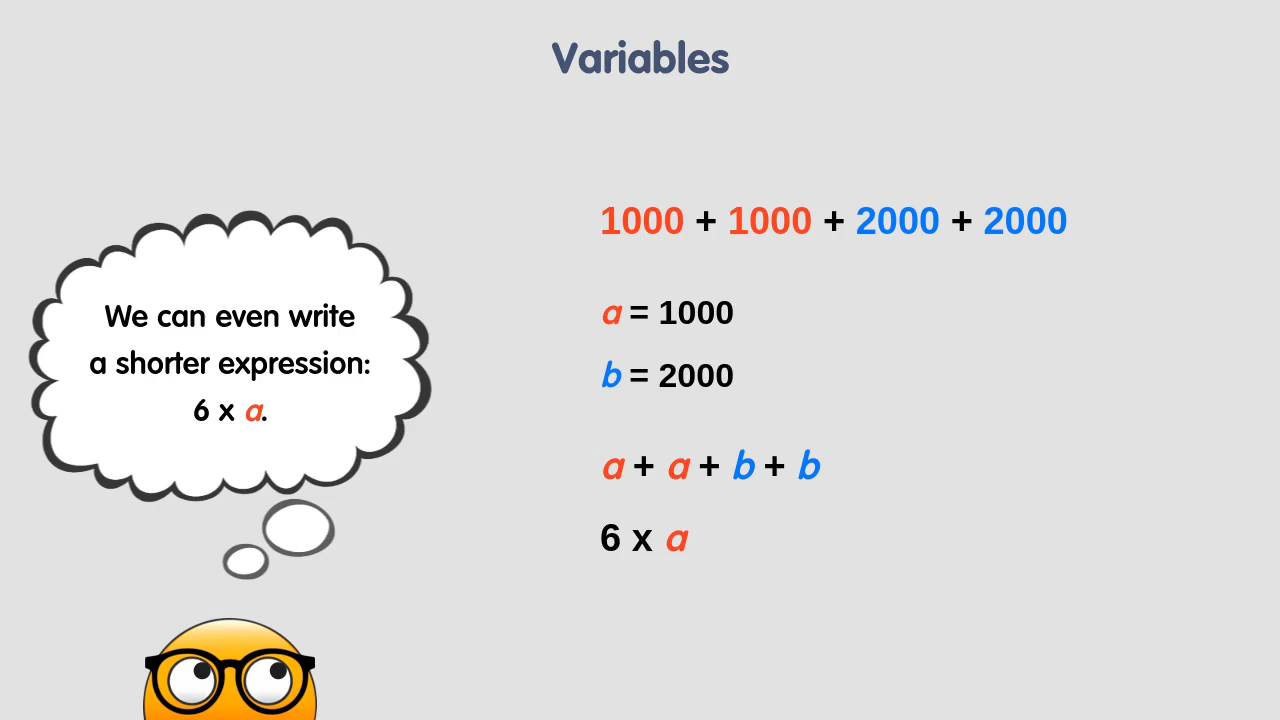 Variables
We can even write
a shorter expression:
6 x a.
1000 + 1000 + 2000 + 2000
a = 1000
b = 2000
a + a + b + b
6 x a